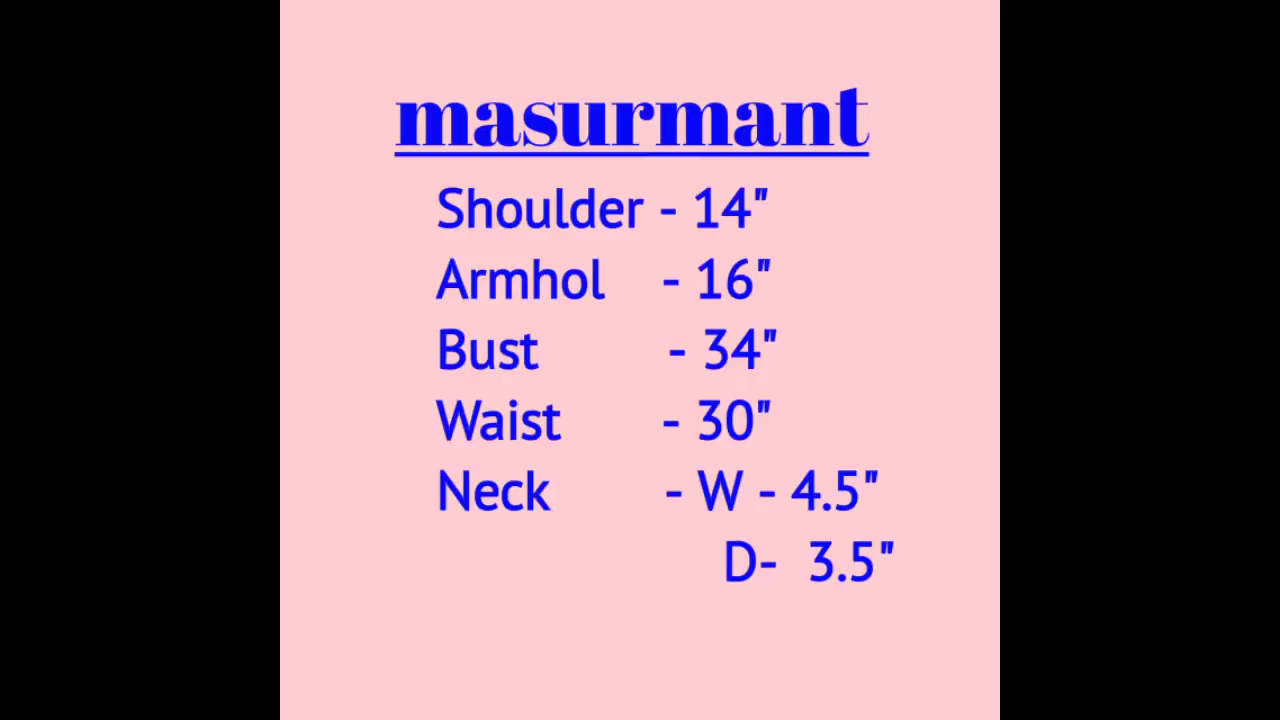 masurmant
Shoulder - 14"
Armhol - 16"
Bust - 34"
Waist - 30"
Neck - W - 4.5"
D- 3.5"